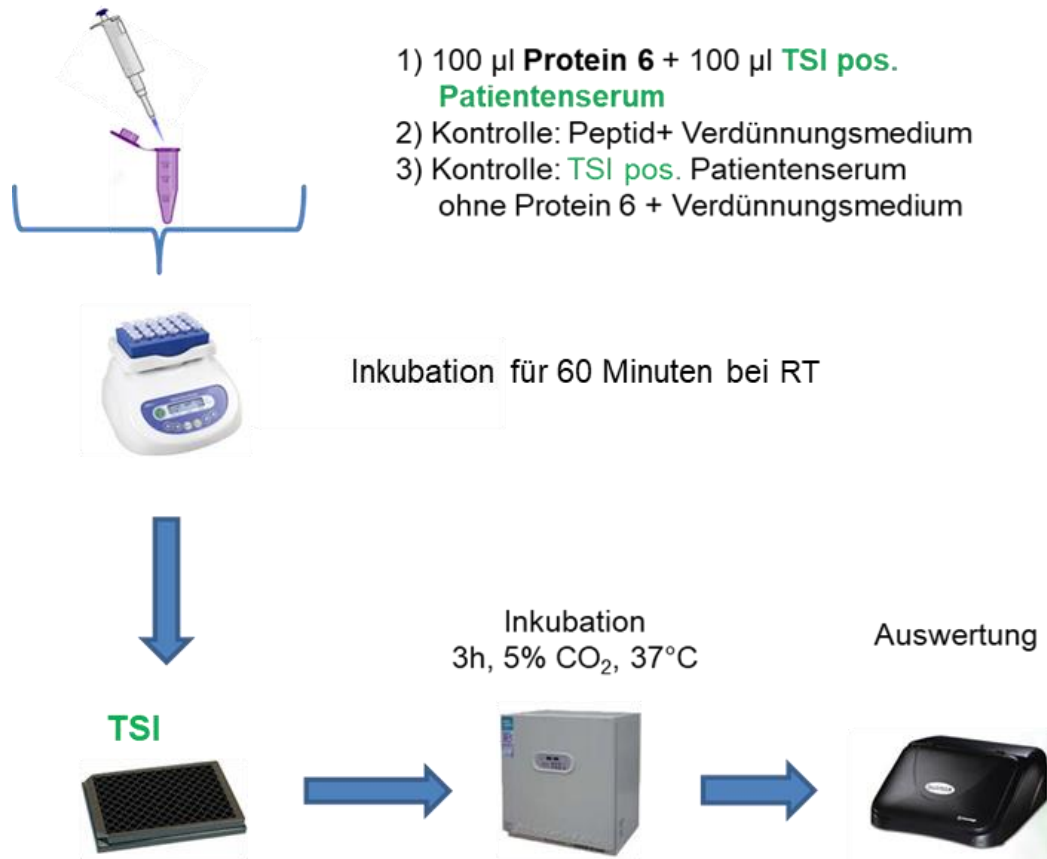 1) 100 µl Protein 6 + 100 µl TSI pos.
Patientenserum
2) Kontrolle: Peptid+ Verdünnungsmedium
3) Kontrolle: TSI pos. Patientenserum
ohne Protein 6 + Verdünnungsmedium
Inkubation für 60 Minuten bei RT
Inkubation
3h, 5% CO₂, 37°C
Auswertung
TSI